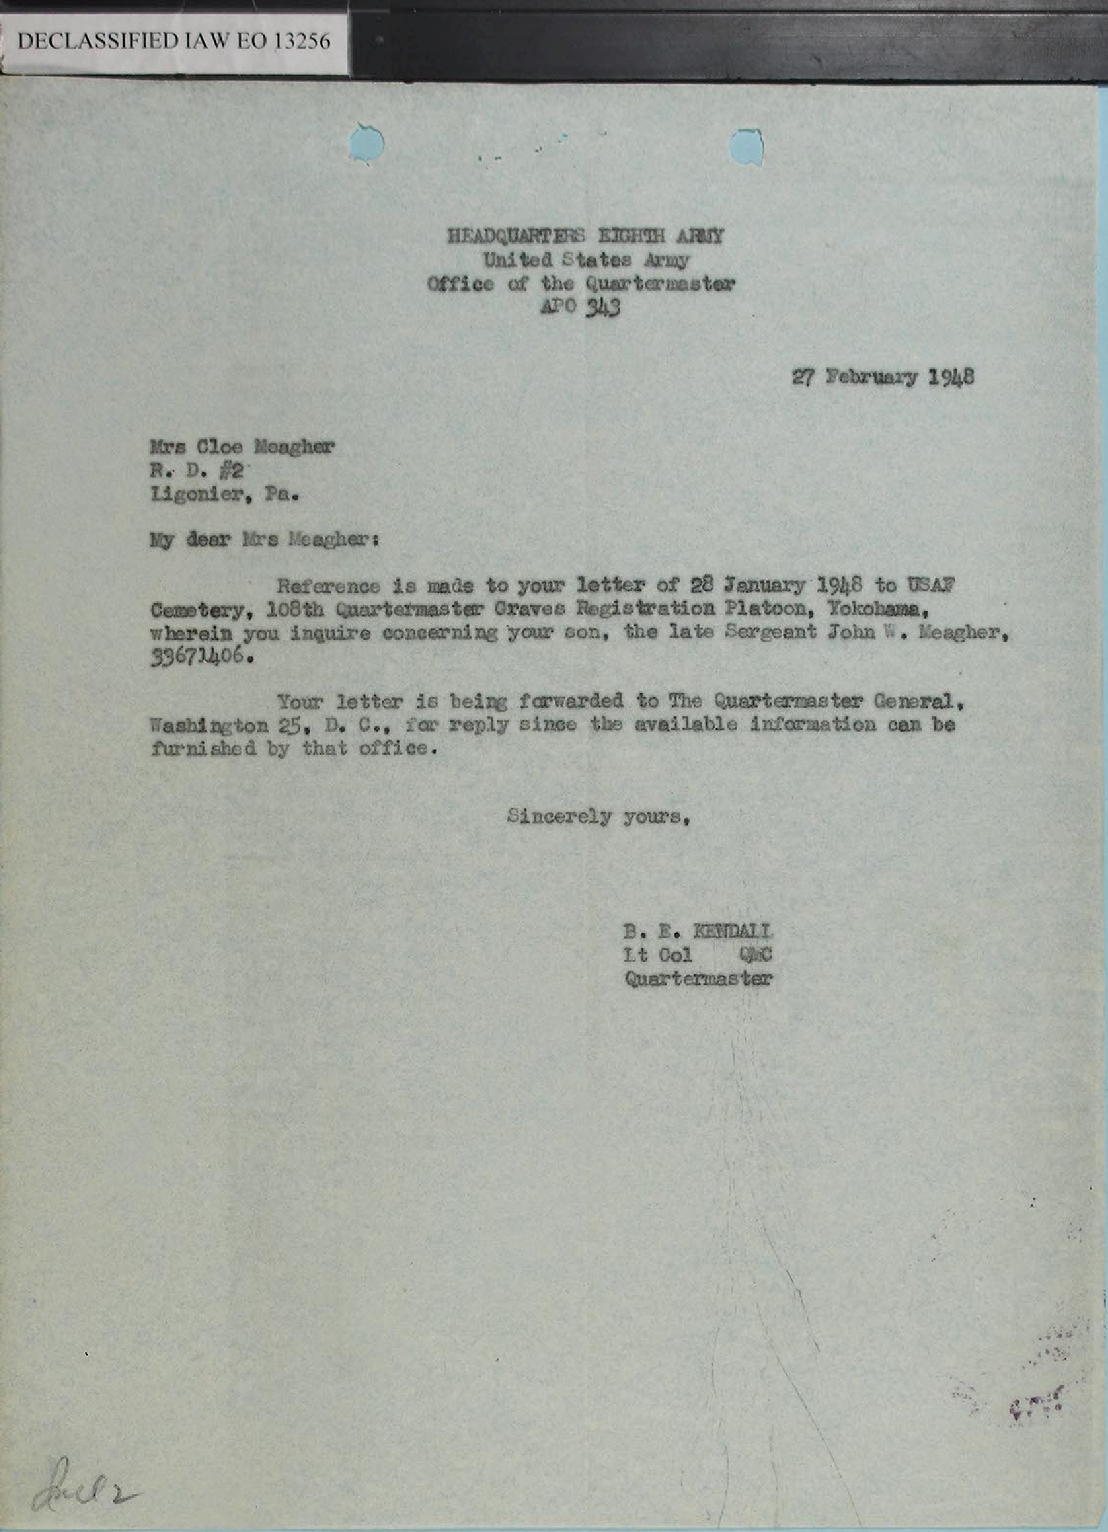 DECLASSIFIED IAW EO 13256
HEADQUARTERS EIGHTH ARMY
United States Army
Office of the Quartermaster
APO 343
27 February 1948
Mrs Cloe Meagher
R. D. #2
Ligonier, Pa.
My dear Mrs Meagher:
Reference is made to your letter of 28 January 1948 to USAF
Cemetery, 108th Quartermaster Graves Registration Platoon, Yokohama,
wherein you inquire concerning your son, the late Sergeant John W. Meagher,
33671406.
Your letter is being forwarded to The Quartermaster General,
Washington 25, D. C., for reply since the available information can be
furnished by that office.
Sincerely yours,
B. E. KENDALL
Lt Col QMC
Quartermaster
Incl 2